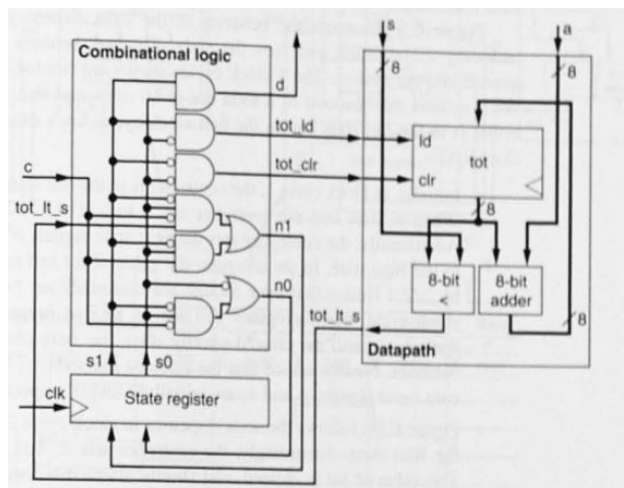 s
a
Combinational logic
8
8
d
tot_ld
ld
tot
c
tot_clr
clr
tot_lt_s
8
n1
n0
8-bit
<
8-bit
adder
tot_lt_s
8
s1
s0
Datapath
clk
State register